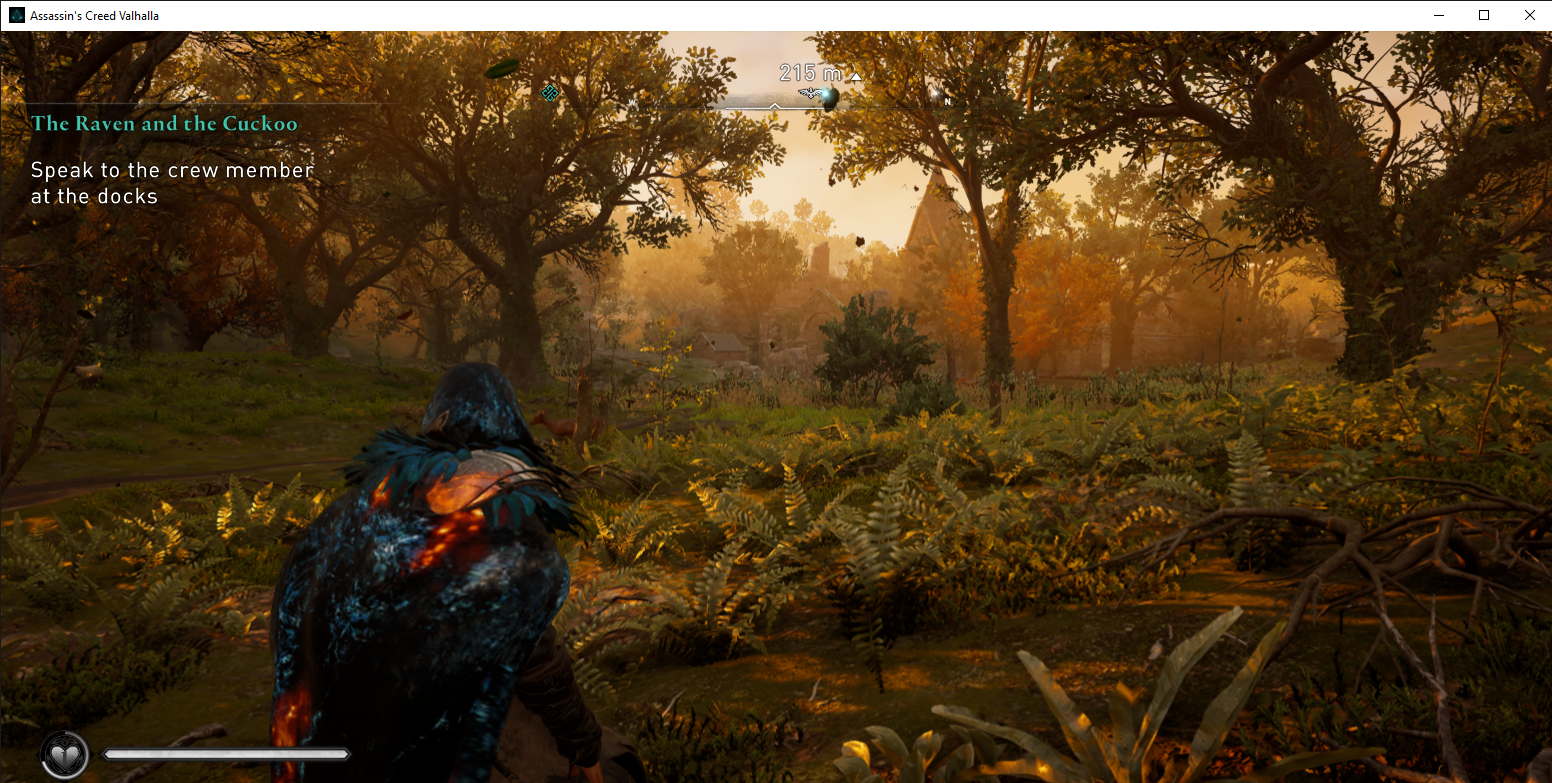 Assassin's Creed Valhalla
215 m
W
N
The Raven and the Cuckoo
Speak to the crew member
at the docks